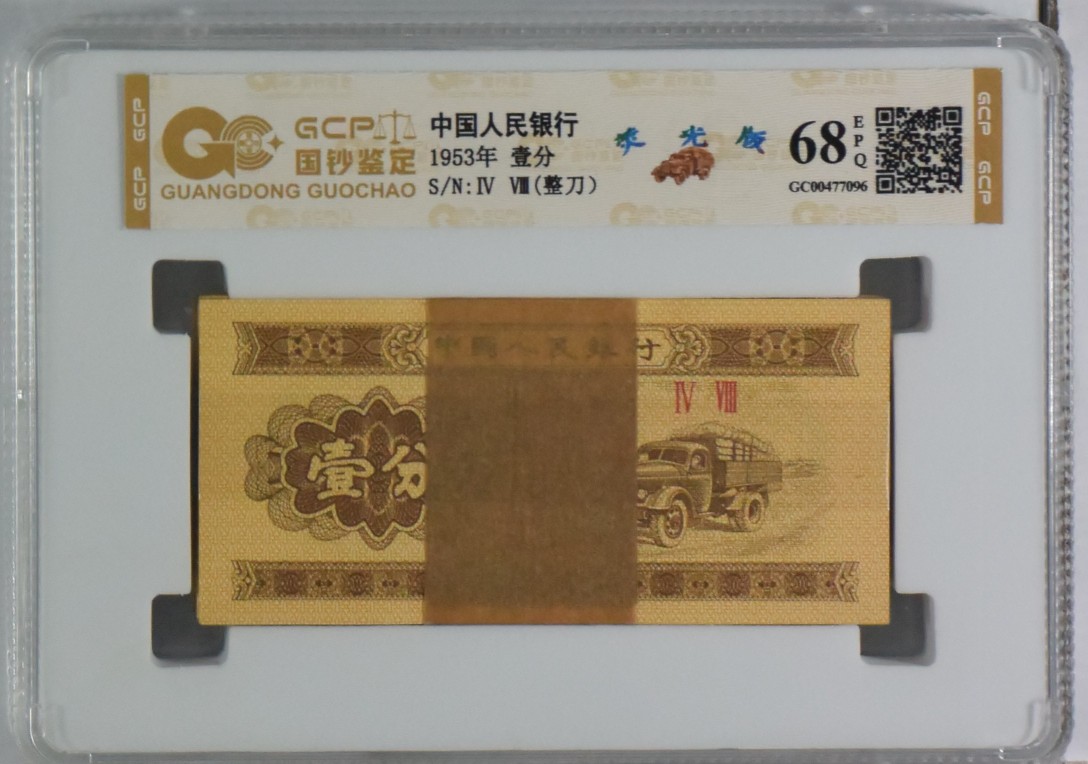 GCP
GCP
GCP
国钞鉴定
GUANGDONG GUOCHAO
中国人民银行
1953年 壹分
S/N:Ⅳ Ⅷ(整刀)
光
68
EPQ
GC00477096
GCP
GCP
中国人民银行
Ⅳ Ⅷ
壹分